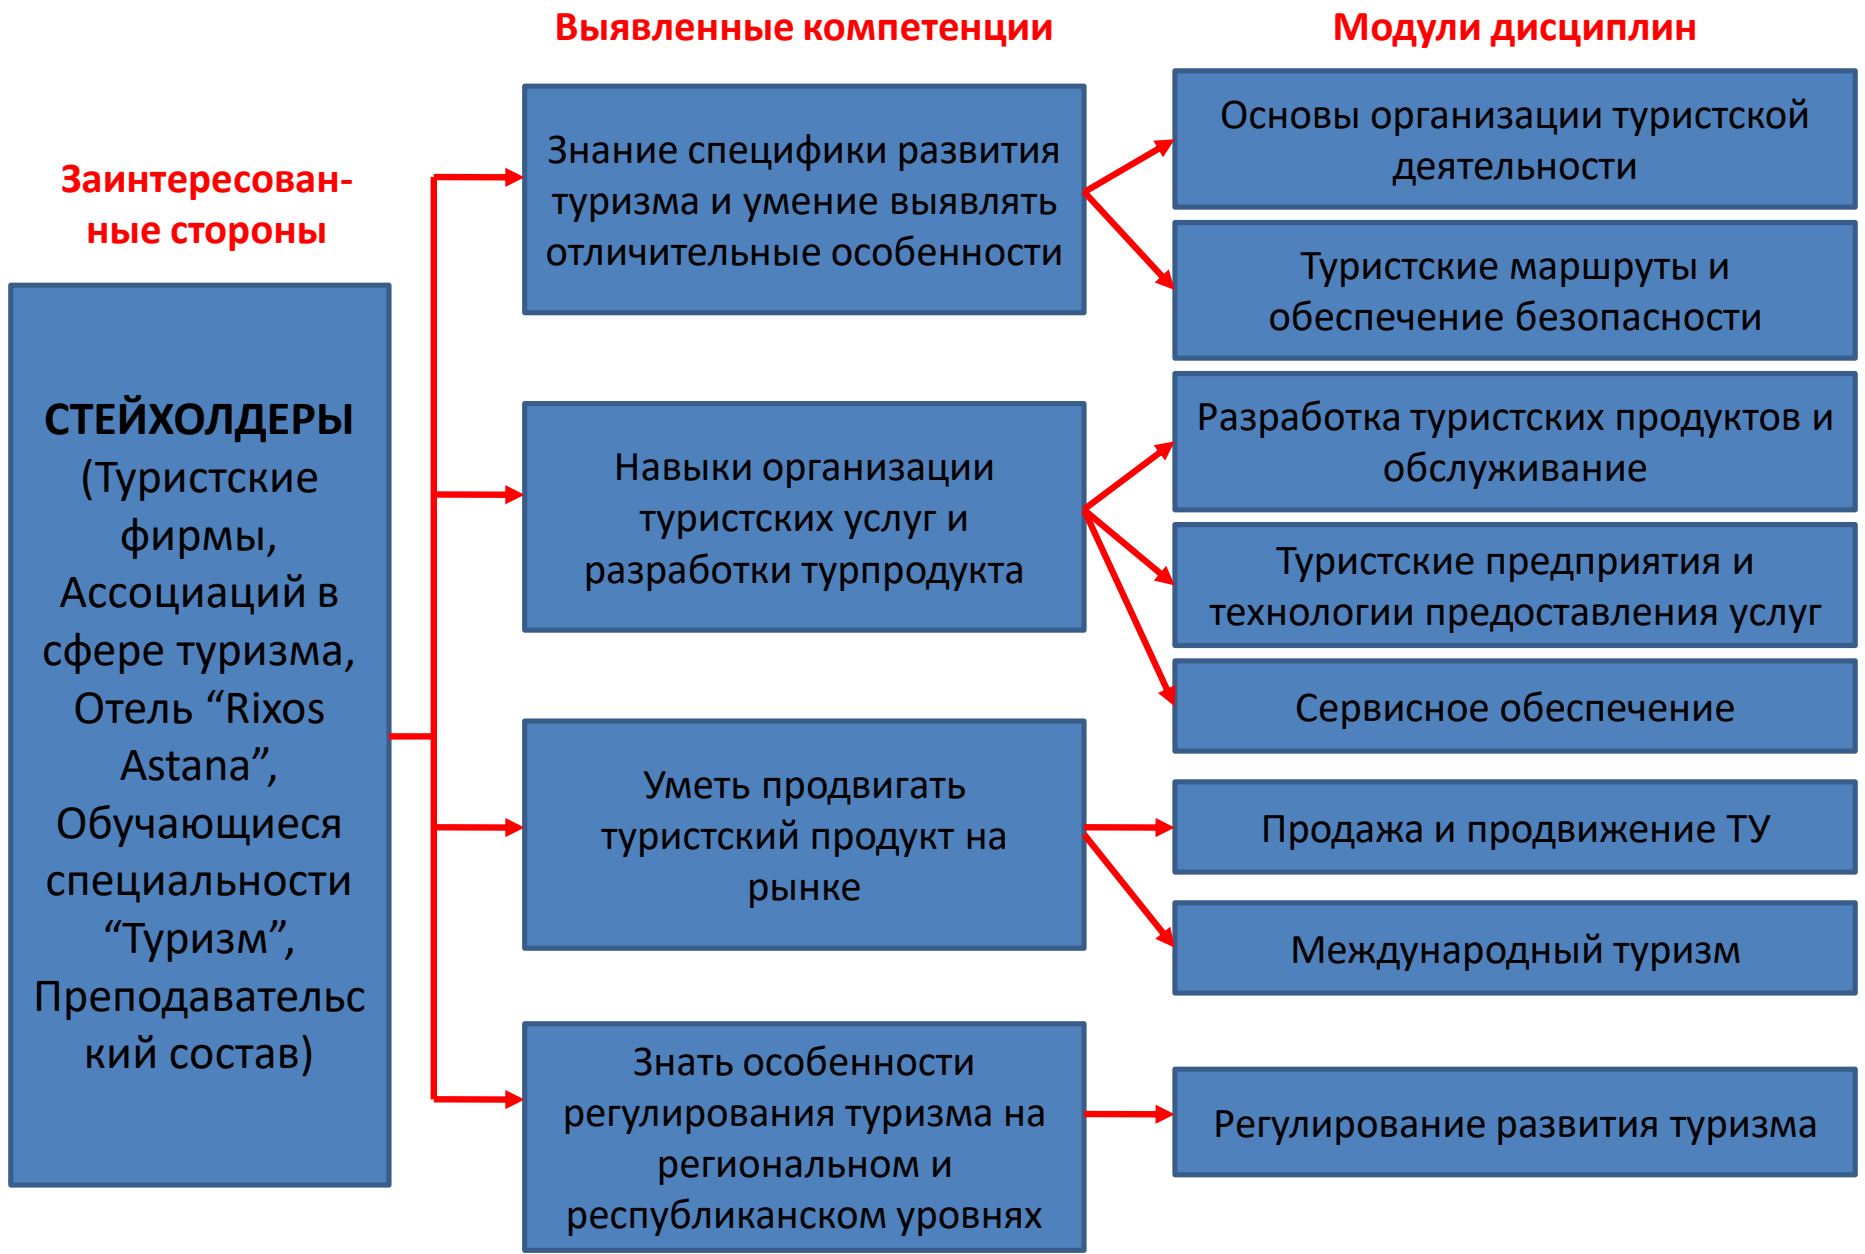 Выявленные компетенции
Модули дисциплин
Заинтересован-
ные стороны
СТЕЙХОЛДЕРЫ
(Туристские
фирмы,
Ассоциаций в
сфере туризма,
Отель “Rixos
Astana”,
Обучающиеся
специальности
“Туризм”,
Преподавательс
кий состав)
Знание специфики развития
туризма и умение выявлять
отличительные особенности
Навыки организации
туристских услуг и
разработки турпродукта
Уметь продвигать
туристский продукт на
рынке
Знать особенности
регулирования туризма на
региональном и
республиканском уровнях
Основы организации туристской
деятельности
Туристские маршруты и
обеспечение безопасности
Разработка туристских продуктов и
обслуживание
Туристские предприятия и
технологии предоставления услуг
Сервисное обеспечение
Продажа и продвижение ТУ
Международный туризм
Регулирование развития туризма